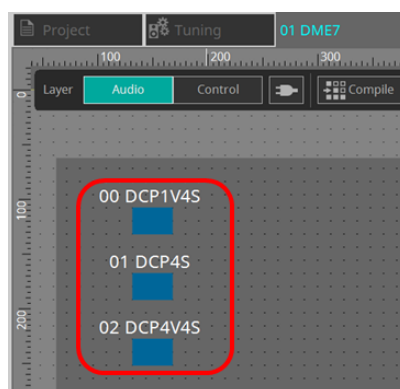 Project Tuning 01 DME7
100 200 300
0 Layer Audio Control Compile
00 DCP1V4S
100
01 DCP4S
02 DCP4V4S
200